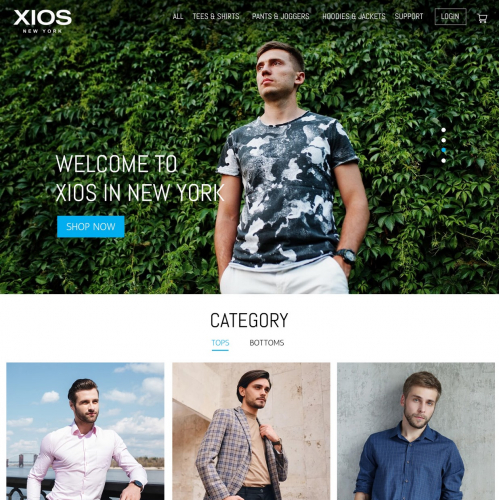 XIOS
NEW YORK
ALL TEES & SHIRTS PANTS & JOGGERS HOODIES & JACKETS SUPPORT LOGIN
WELCOME TO
XIOS IN NEW YORK
SHOP NOW
CATEGORY
TOPS BOTTOMS